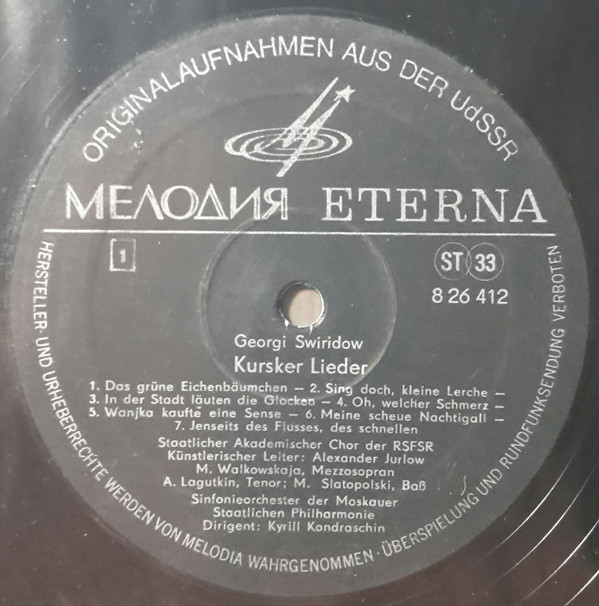 ORIGINALAUFNAHMEN AUS DER UdSSR
МЕЛОДИЯ ETERNA
1
ST 33
8 26 412
Georgi Swiridow
Kursker Lieder
1. Das grüne Eichenbäumchen – 2. Sing doch, kleine Lerche –
3. In der Stadt läuten die Glocken – 4. Oh, welcher Schmerz –
5. Wanjka kaufte eine Sense – 6. Meine scheue Nachtigall –
7. Jenseits des Flusses, des schnellen
Staatlicher Akademischer Chor der RSFSR
Künstlerischer Leiter: Alexander Jurlow
M. Walkowskaja, Mezzosopran
A. Lagutkin, Tenor; M. Slatopolski, Baß
Sinfonieorchester der Moskauer
Staatlichen Philharmonie
Dirigent: Kyrill Kondraschin
HERSTELLER- UND URHEBERRECHTE WERDEN VON MELODIA WAHRGENOMMEN · ÜBERSPIELUNG UND RUNDFUNKSENDUNG VERBOTEN